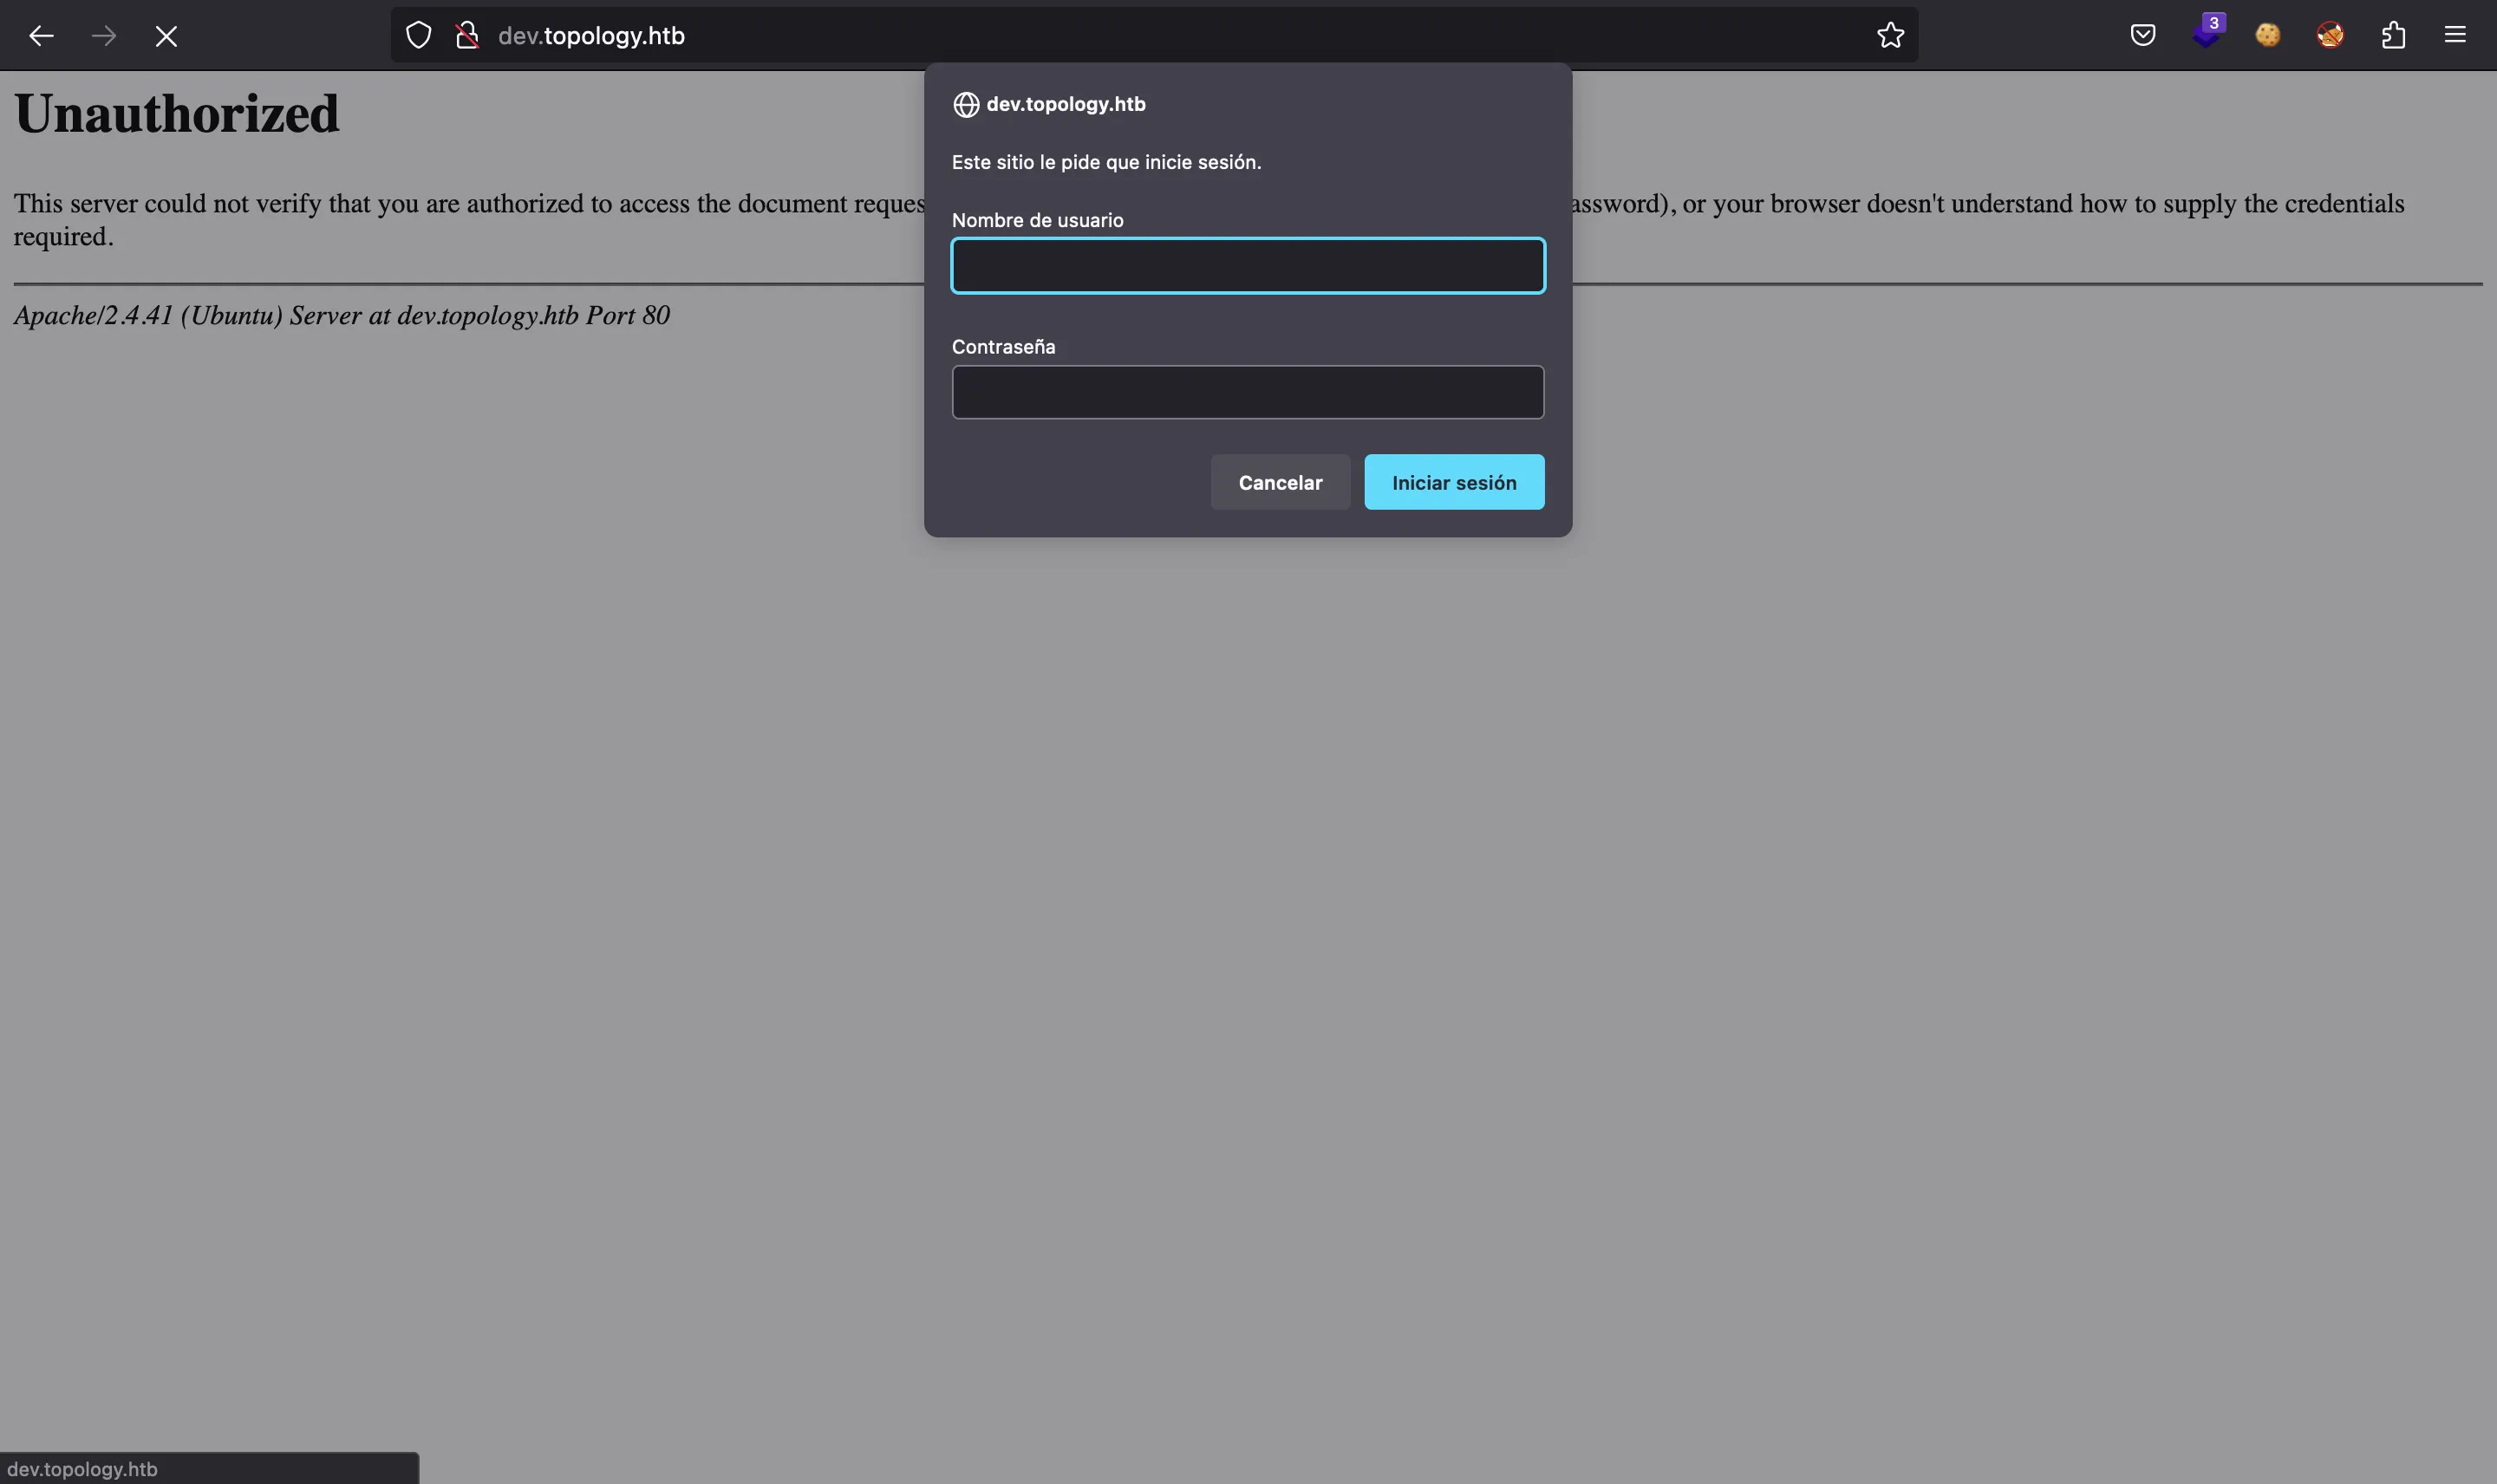 dev.topology.htb
3
Unauthorized
This server could not verify that you are authorized to access the document reques
assword), or your browser doesn't understand how to supply the credentials
required.
Apache/2.4.41 (Ubuntu) Server at dev.topology.htb Port 80
dev.topology.htb
Este sitio le pide que inicie sesión.
Nombre de usuario
Contraseña
Cancelar
Iniciar sesión
dev.topology.htb